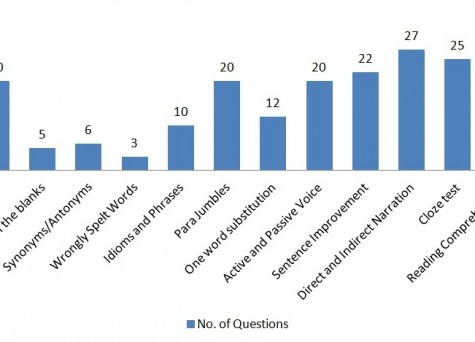 0
5
6
3
10
20
12
20
22
27
25
the blanks
Synonyms/Antonyms
Wrongly Spelt Words
Idioms and Phrases
Para Jumbles
One word substitution
Active and Passive Voice
Sentence Improvement
Direct and Indirect Narration
Cloze test
Reading Compre
No. of Questions